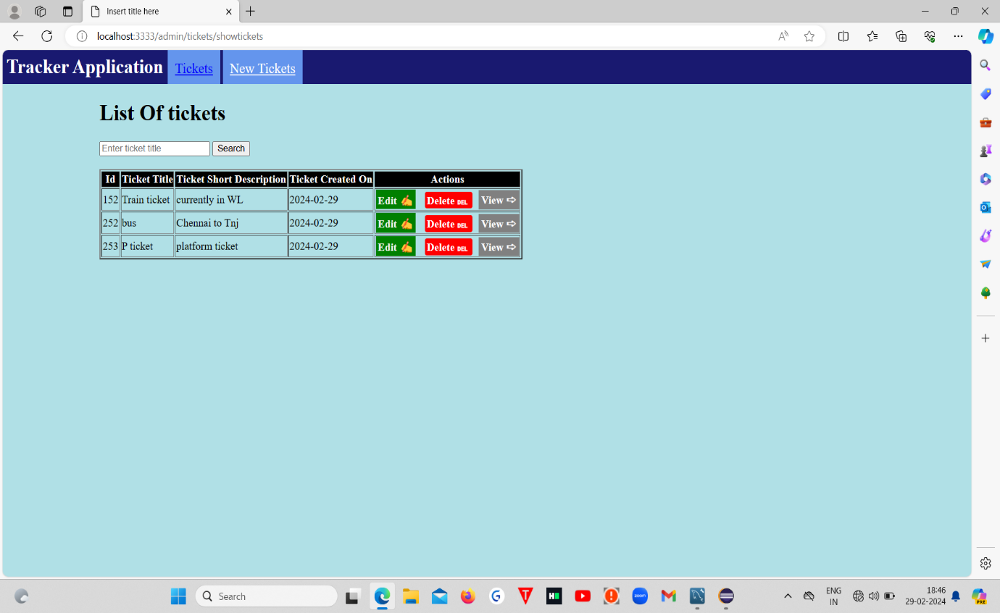 Insert title here
localhost:3333/admin/tickets/showtickets
Tracker Application Tickets New Tickets
List Of tickets
Enter ticket title Search
Id Ticket Title Ticket Short Description Ticket Created On Actions
152 Train ticket currently in WL 2024-02-29 Edit ✍ Delete DEL View ➩
252 bus Chennai to Tnj 2024-02-29 Edit ✍ Delete DEL View ➩
253 P ticket platform ticket 2024-02-29 Edit ✍ Delete DEL View ➩
Search
zoom
ENG
IN
18:46
29-02-2024
PRE